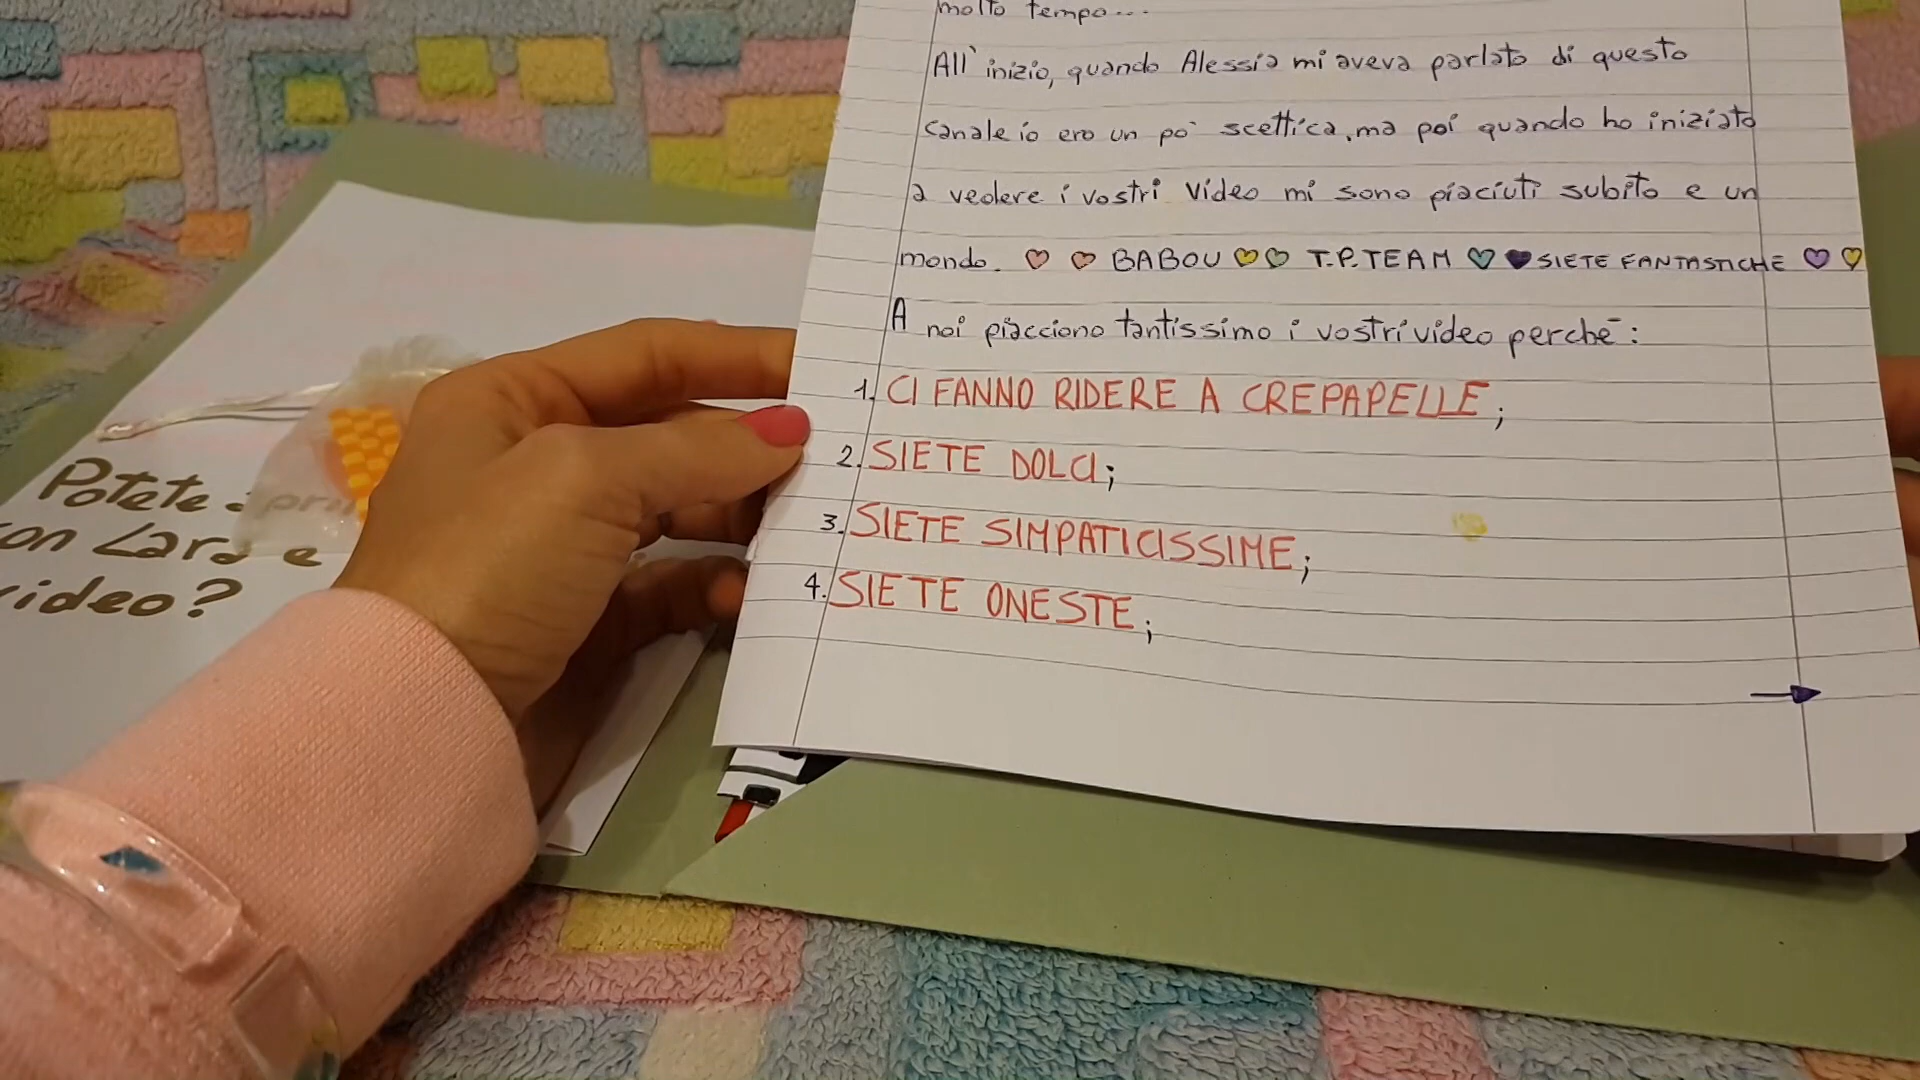 molto tempo...
All'inizio, quando Alessia mi aveva parlato di questo
canale io ero un po' scettica, ma poi quando ho iniziato
a vedere i vostri video mi sono piaciuti subito e un
mondo. ♡ ♡ BABOU ♡♡ T.P.TEAM ♡ ♥ SIETE FANTASTICHE ♡ ♡
A noi piacciono tantissimo i vostri video perchè:
1. CI FANNO RIDERE A CREPAPELLE;
2. SIETE DOLCI;
3. SIETE SIMPATICISSIME;
4. SIETE ONESTE;
→
Potete
Lara e
video?